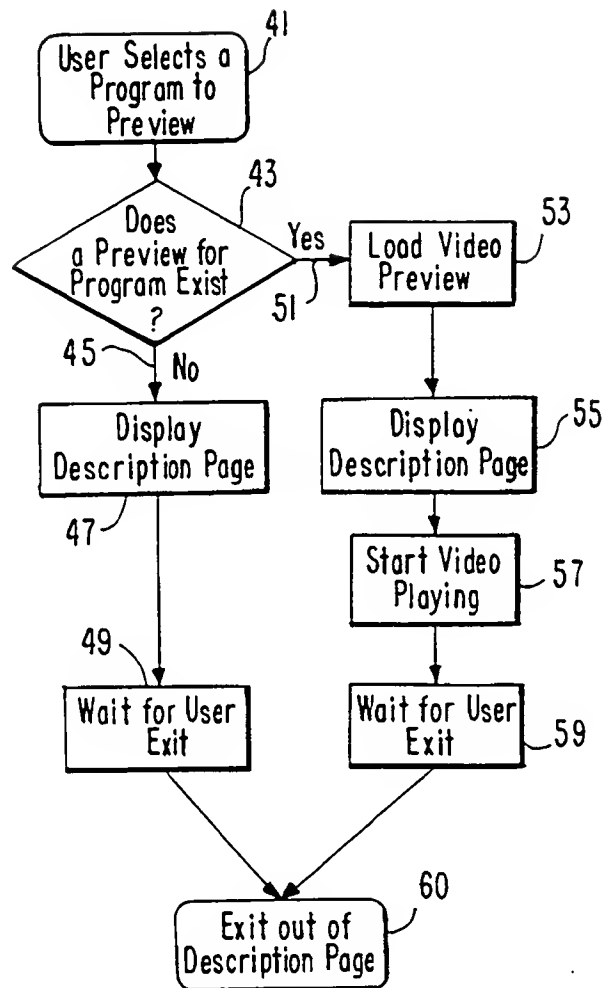 41
User Selects a
Program to
Preview
43
Does
a Preview for
Program Exist
?
Yes
51
Load Video
Preview
53
45
No
Display
Description Page
47
Display
Description Page
55
Start Video
Playing
57
49
Wait for User
Exit
Wait for User
Exit
59
60
Exit out of
Description Page